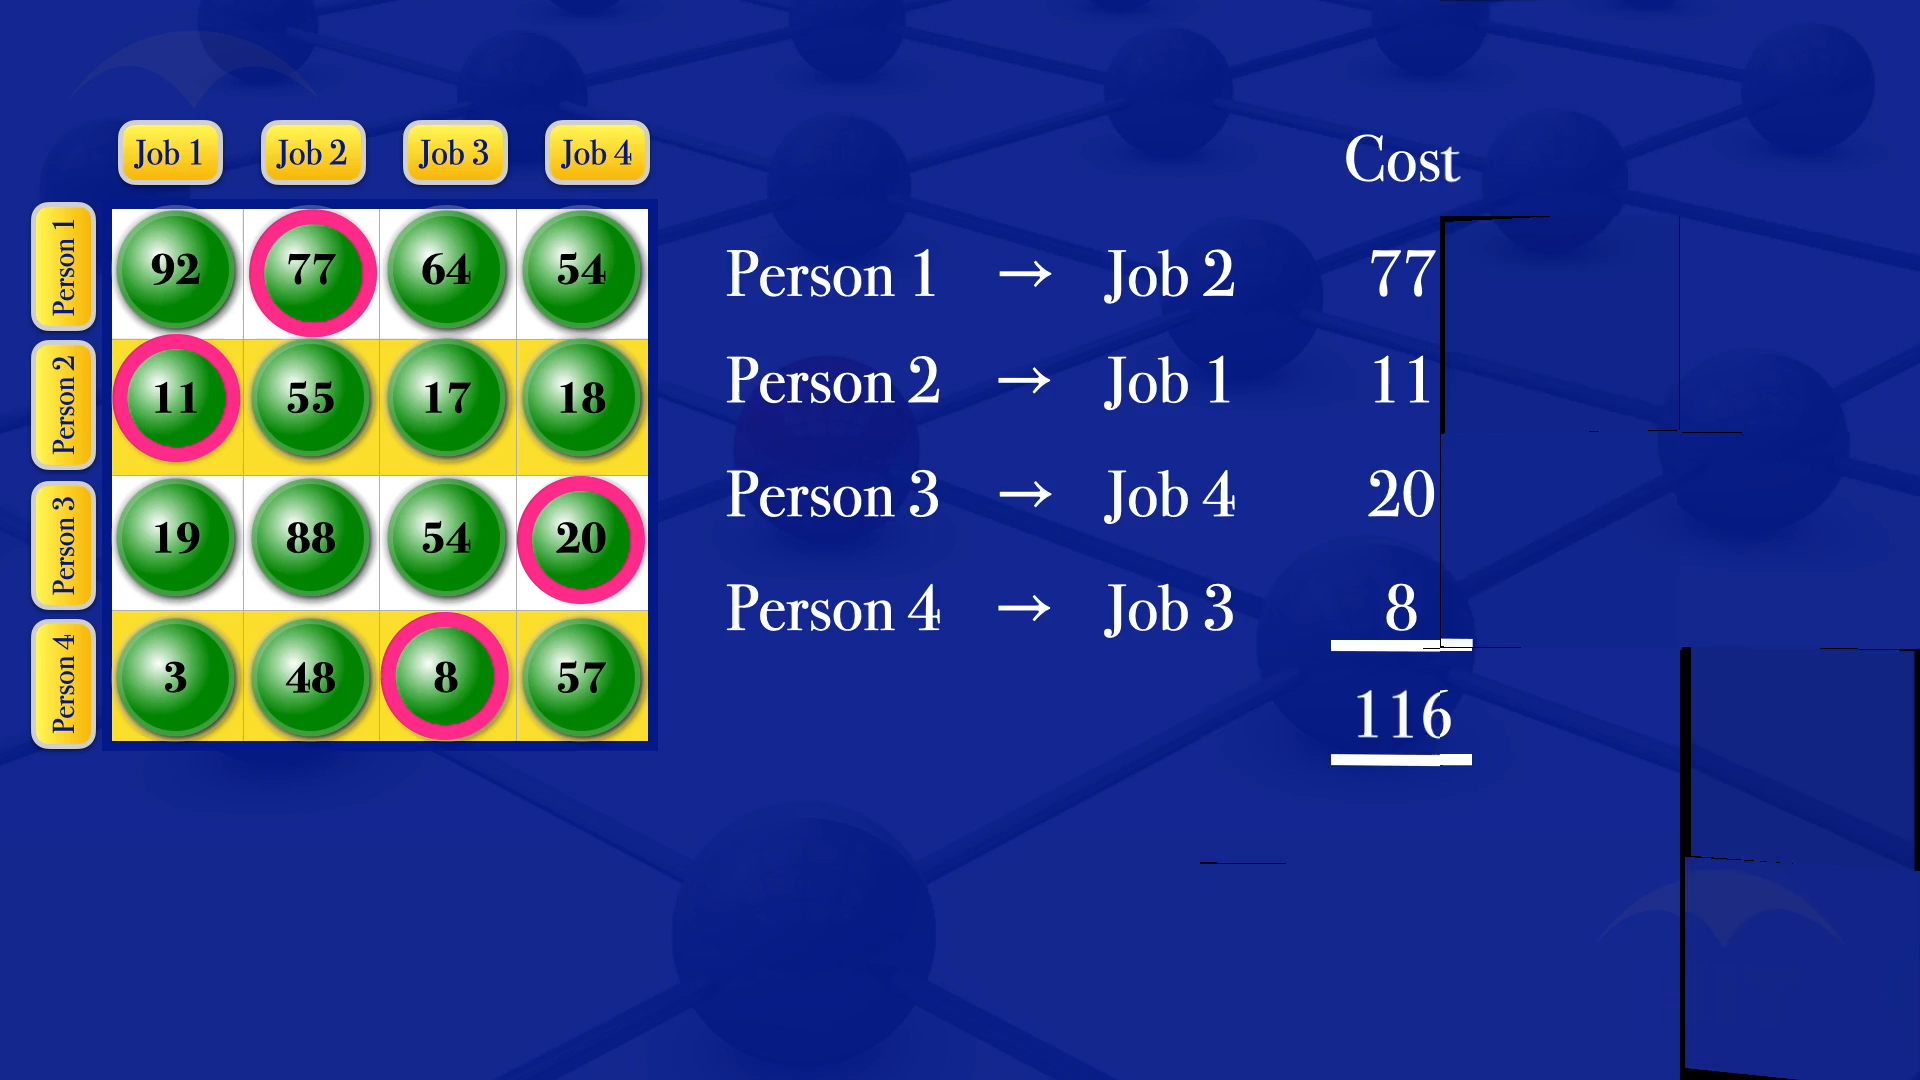 Job 1 Job 2 Job 3 Job 4 Cost
Person 1 92 77 64 54 Person 1 → Job 2 77
Person 2 11 55 17 18 Person 2 → Job 1 11
Person 3 19 88 54 20 Person 3 → Job 4 20
Person 4 3 48 8 57 Person 4 → Job 3 8
116